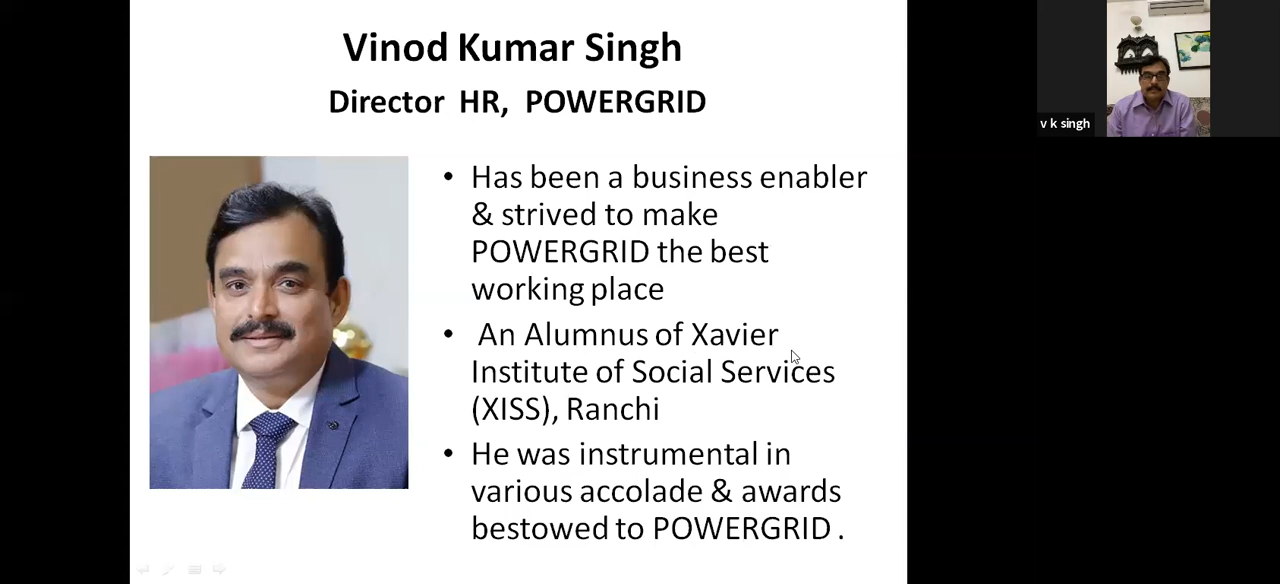 Vinod Kumar Singh
Director HR, POWERGRID
• Has been a business enabler
& strived to make
POWERGRID the best
working place
• An Alumnus of Xavier
Institute of Social Services
(XISS), Ranchi
• He was instrumental in
various accolade & awards
bestowed to POWERGRID .
v k singh